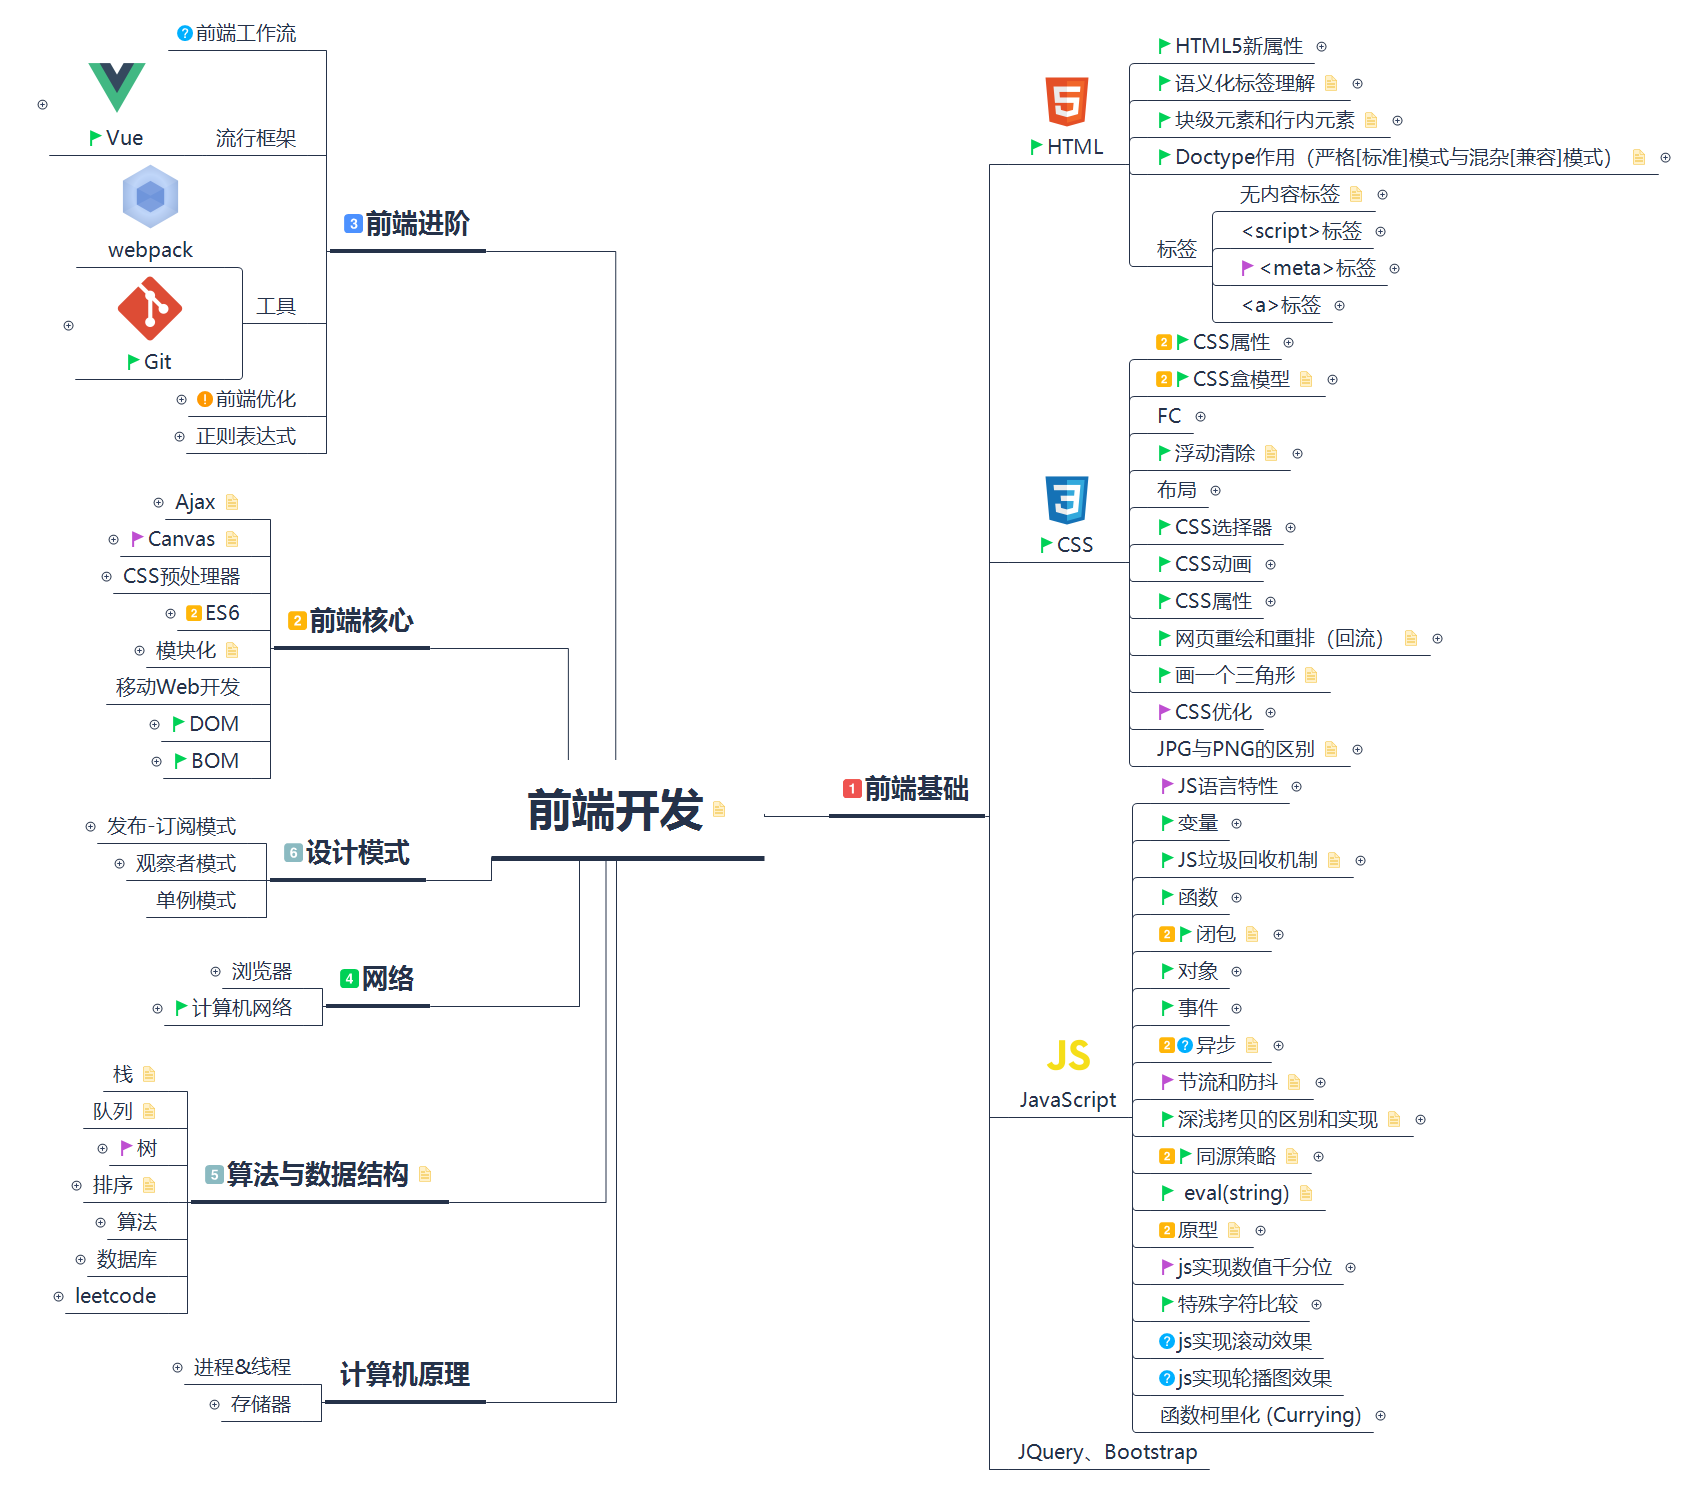 前端开发
1 前端基础
5
HTML
HTML5新属性
语义化标签理解
块级元素和行内元素
Doctype作用（严格[标准]模式与混杂[兼容]模式）
标签
无内容标签
<script>标签
<meta>标签
<a>标签
3
CSS
2 CSS属性
2 CSS盒模型
FC
浮动清除
布局
CSS选择器
CSS动画
CSS属性
网页重绘和重排（回流）
画一个三角形
CSS优化
JPG与PNG的区别
JS
JavaScript
JS语言特性
变量
JS垃圾回收机制
函数
2 闭包
对象
事件
2 ? 异步
节流和防抖
深浅拷贝的区别和实现
2 同源策略
eval(string)
2 原型
js实现数值千分位
特殊字符比较
? js实现滚动效果
? js实现轮播图效果
函数柯里化 (Currying)
JQuery、Bootstrap
2 前端核心
Ajax
Canvas
CSS预处理器
2 ES6
模块化
移动Web开发
DOM
BOM
3 前端进阶
? 前端工作流
流行框架
Vue
工具
webpack
Git
! 前端优化
正则表达式
4 网络
浏览器
计算机网络
5 算法与数据结构
栈
队列
树
排序
算法
数据库
leetcode
6 设计模式
发布-订阅模式
观察者模式
单例模式
计算机原理
进程&线程
存储器